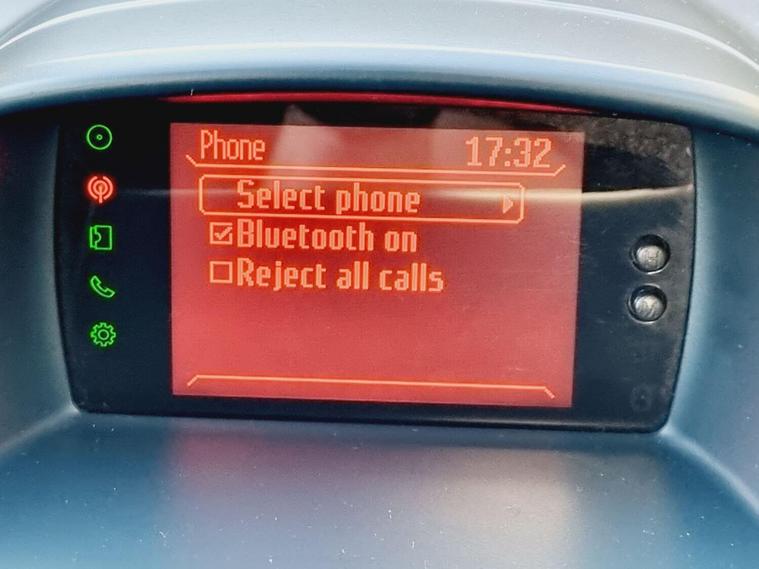 Phone
17:32
Select phone
Bluetooth on
Reject all calls